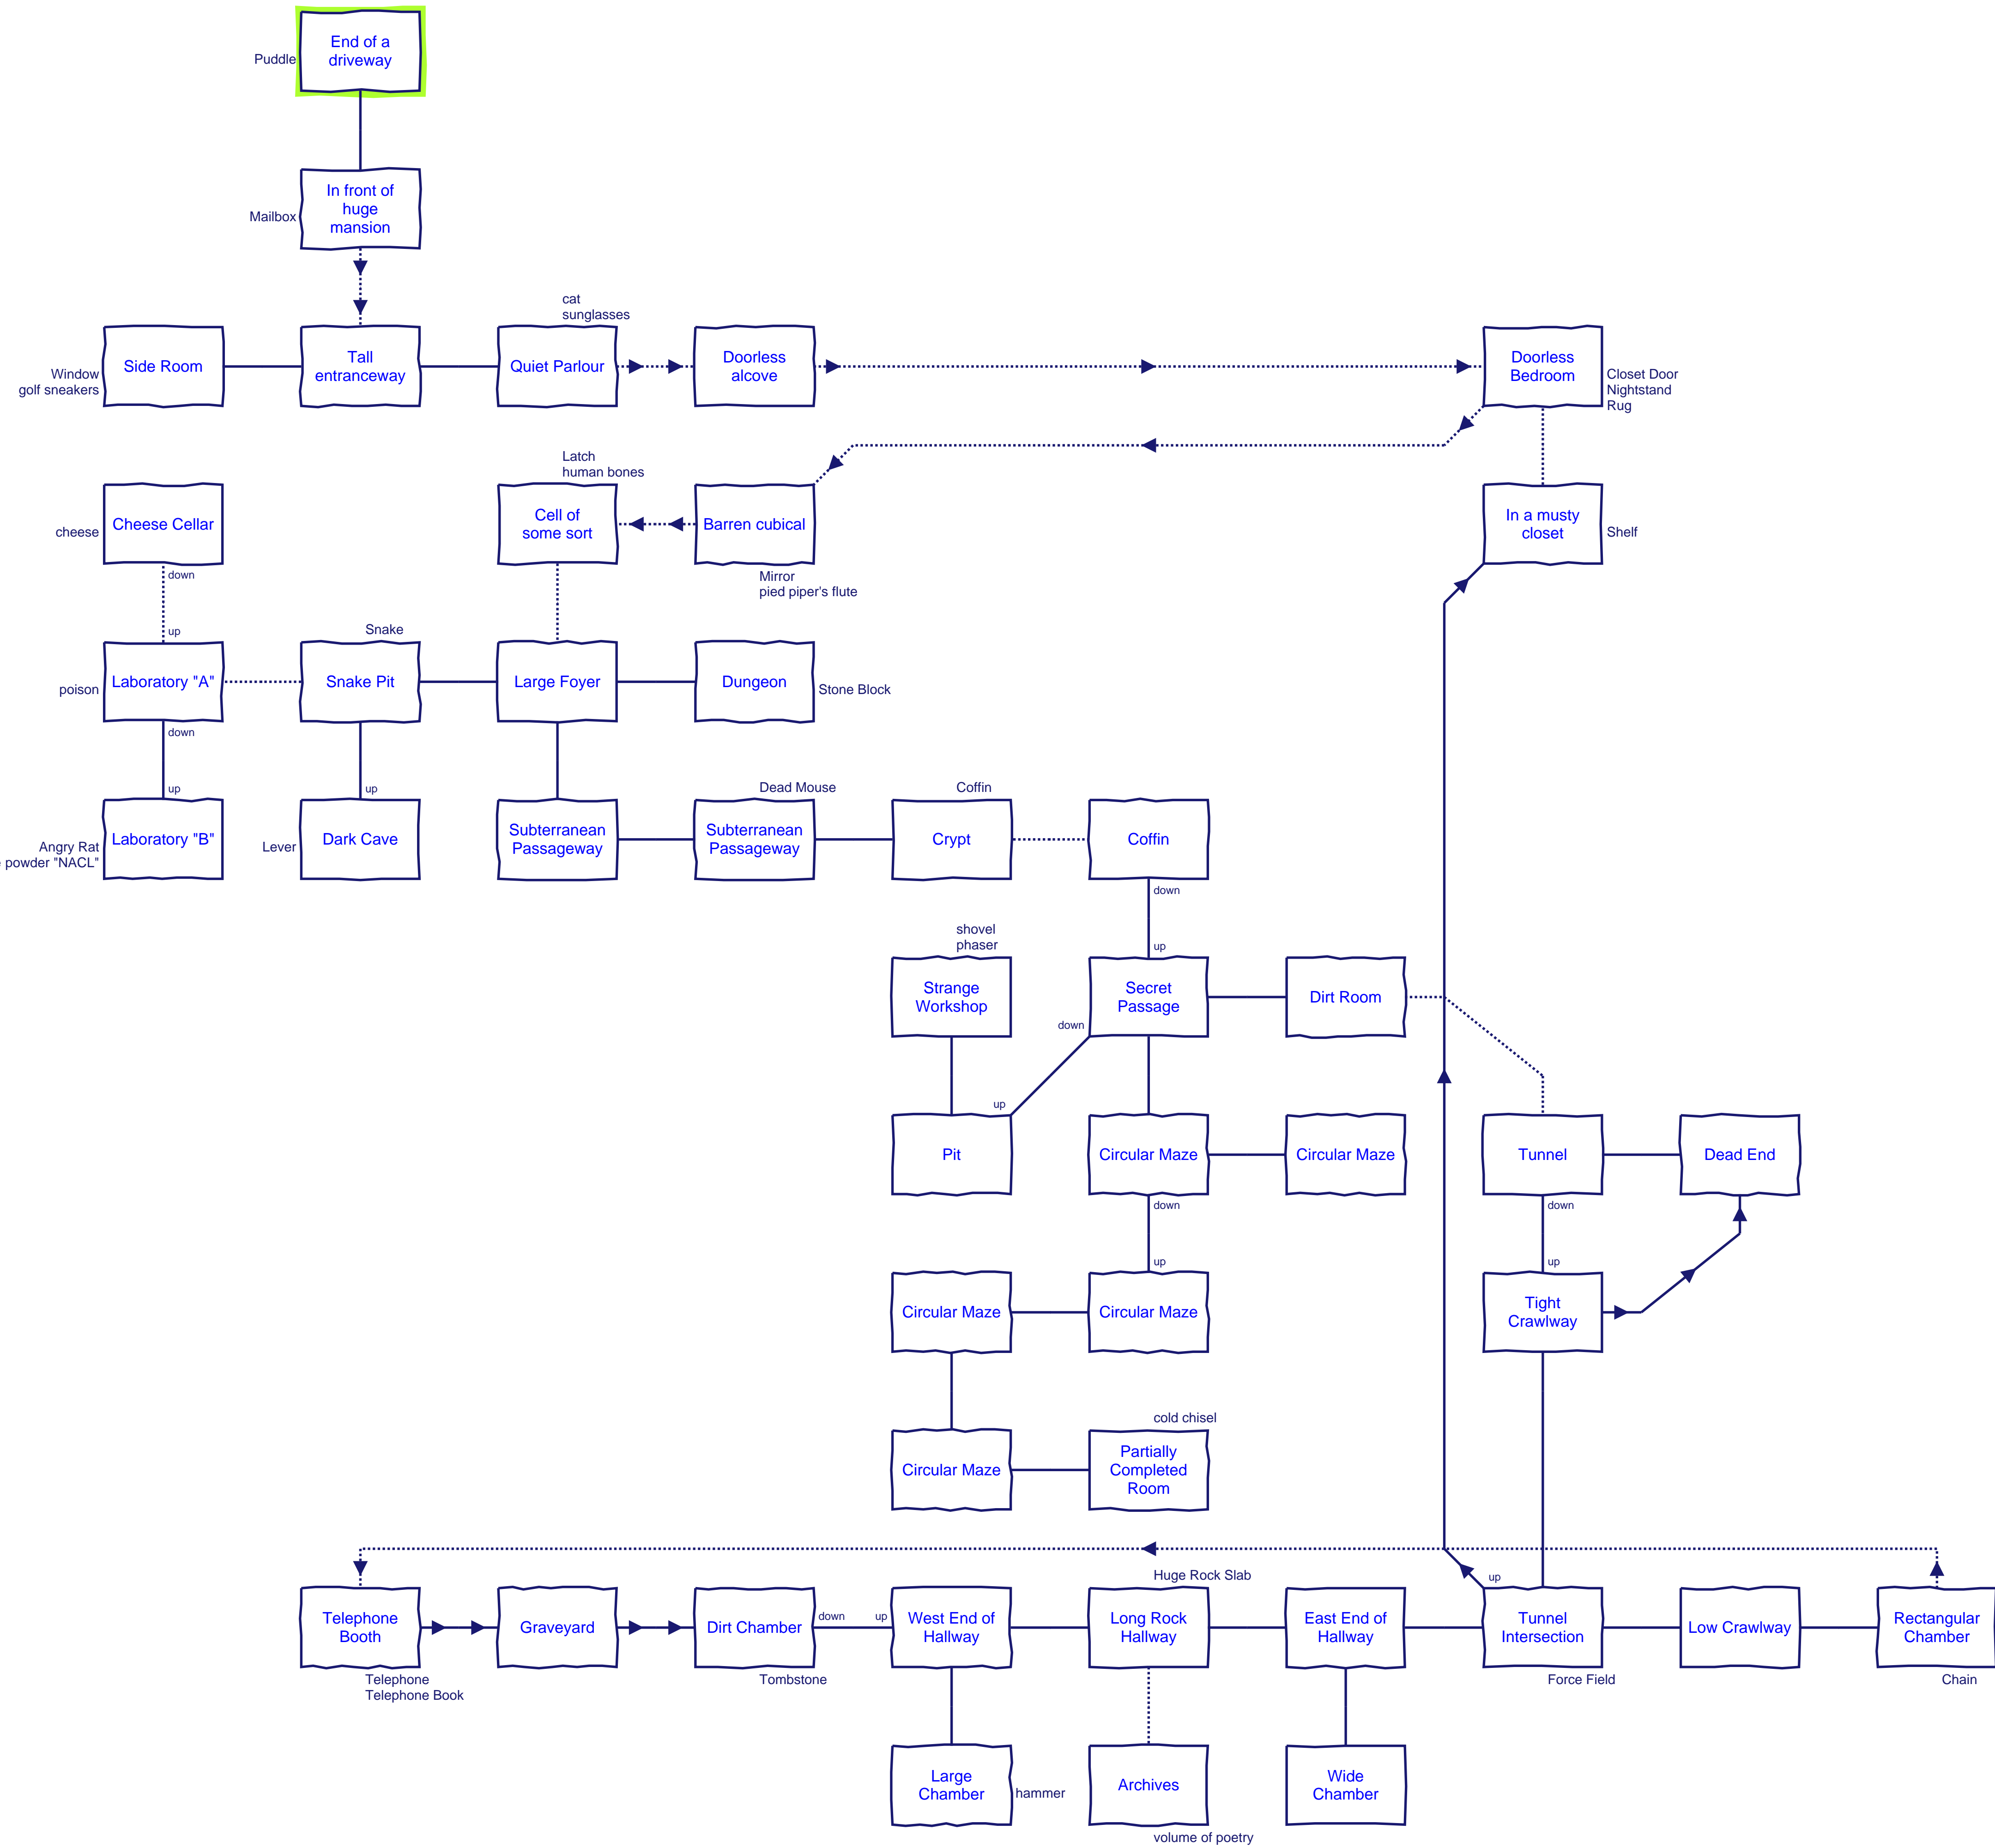 End of a
driveway
Puddle
In front of
huge
mansion
Mailbox
cat
sunglasses
Side Room
Window
golf sneakers
Tall
entranceway
Quiet Parlour
Doorless
alcove
Doorless
Bedroom
Closet Door
Nightstand
Rug
Latch
human bones
Cheese Cellar
cheese
down
Cell of
some sort
Barren cubical
Mirror
pied piper's flute
In a musty
closet
Shelf
up
Snake
Laboratory "A"
poison
down
Snake Pit
Large Foyer
Dungeon
Stone Block
up
up
Dead Mouse
Coffin
Laboratory "B"
Angry Rat
powder "NACL"
Dark Cave
Lever
Subterranean
Passageway
Subterranean
Passageway
Crypt
Coffin
down
shovel
phaser
up
Strange
Workshop
Secret
Passage
down
Dirt Room
up
Pit
Circular Maze
down
Circular Maze
Tunnel
down
Dead End
up
up
Circular Maze
Circular Maze
Tight
Crawlway
cold chisel
Circular Maze
Partially
Completed
Room
Huge Rock Slab
up
Telephone
Booth
Telephone
Telephone Book
Graveyard
Dirt Chamber
Tombstone
down
up
West End of
Hallway
Long Rock
Hallway
East End of
Hallway
Tunnel
Intersection
Force Field
Low Crawlway
Rectangular
Chamber
Chain
Large
Chamber
hammer
Archives
volume of poetry
Wide
Chamber